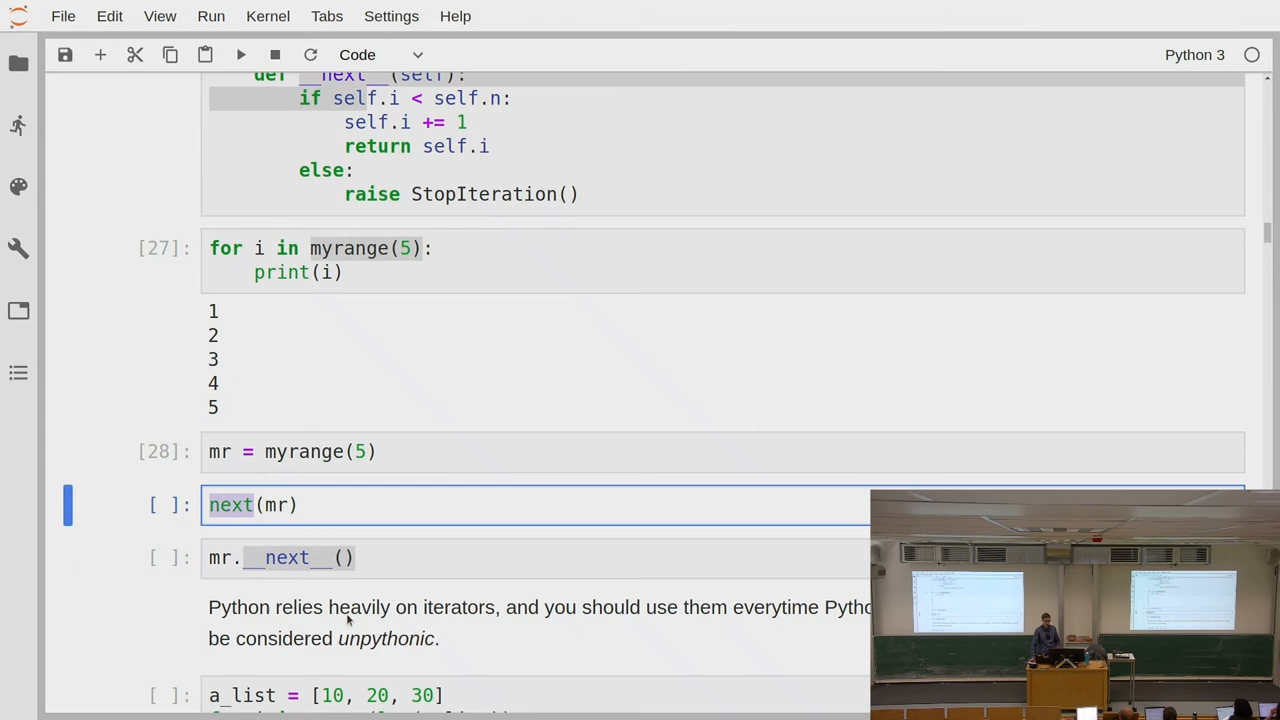 File Edit View Run Kernel Tabs Settings Help
Code Python 3
def __next__(self):
if self.i < self.n:
self.i += 1
return self.i
else:
raise StopIteration()
[27]: for i in myrange(5):
print(i)
1
2
3
4
5
[28]: mr = myrange(5)
[ ]: next(mr)
[ ]: mr.__next__()
Python relies heavily on iterators, and you should use them everytime
be considered unpythonic.
[ ]: a_list = [10, 20, 30]